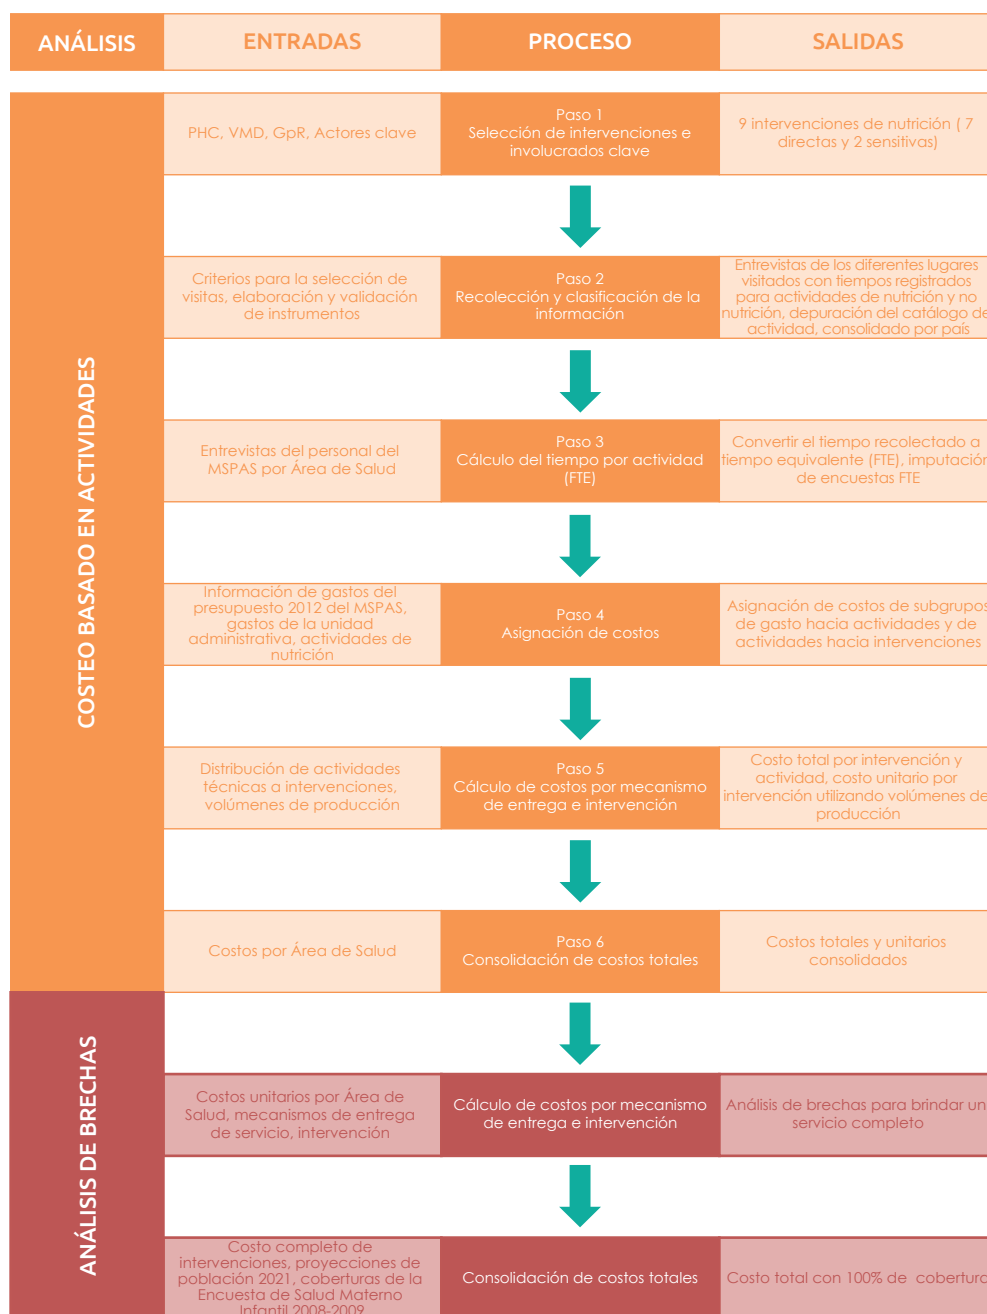 ANÁLISIS
ENTRADAS
PROCESO
SALIDAS
COSTEO BASADO EN ACTIVIDADES
PHC, VMD, GpR, Actores clave
Paso 1
Selección de intervenciones e
involucrados clave
9 intervenciones de nutrición ( 7
directas y 2 sensitivas)
Criterios para la selección de
visitas, elaboración y validación
de instrumentos
Paso 2
Recolección y clasificación de la
información
Entrevistas de los diferentes lugares
visitados con tiempos registrados
para actividades de nutrición y no
nutrición, depuración del catálogo de
actividad, consolidado por país
Entrevistas del personal del
MSPAS por Área de Salud
Paso 3
Cálculo del tiempo por actividad
(FTE)
Convertir el tiempo recolectado a
tiempo equivalente (FTE), imputación
de encuestas FTE
Información de gastos del
presupuesto 2012 del MSPAS,
gastos de la unidad
administrativa, actividades de
nutrición
Paso 4
Asignación de costos
Asignación de costos de subgrupos
de gasto hacia actividades y de
actividades hacia intervenciones
Distribución de actividades
técnicas a intervenciones,
volúmenes de producción
Paso 5
Cálculo de costos por mecanismo
de entrega e intervención
Costo total por intervención y
actividad, costo unitario por
intervención utilizando volúmenes de
producción
Costos por Área de Salud
Paso 6
Consolidación de costos totales
Costos totales y unitarios
consolidados
ANÁLISIS DE BRECHAS
Costos unitarios por Área de
Salud, mecanismos de entrega
de servicio, intervención
Cálculo de costos por mecanismo
de entrega e intervención
Análisis de brechas para brindar un
servicio completo
Costo completo de
intervenciones, proyecciones de
población 2021, coberturas de la
Encuesta de Salud Materno
Infantil 2008-2009
Consolidación de costos totales
Costo total con 100% de cobertura